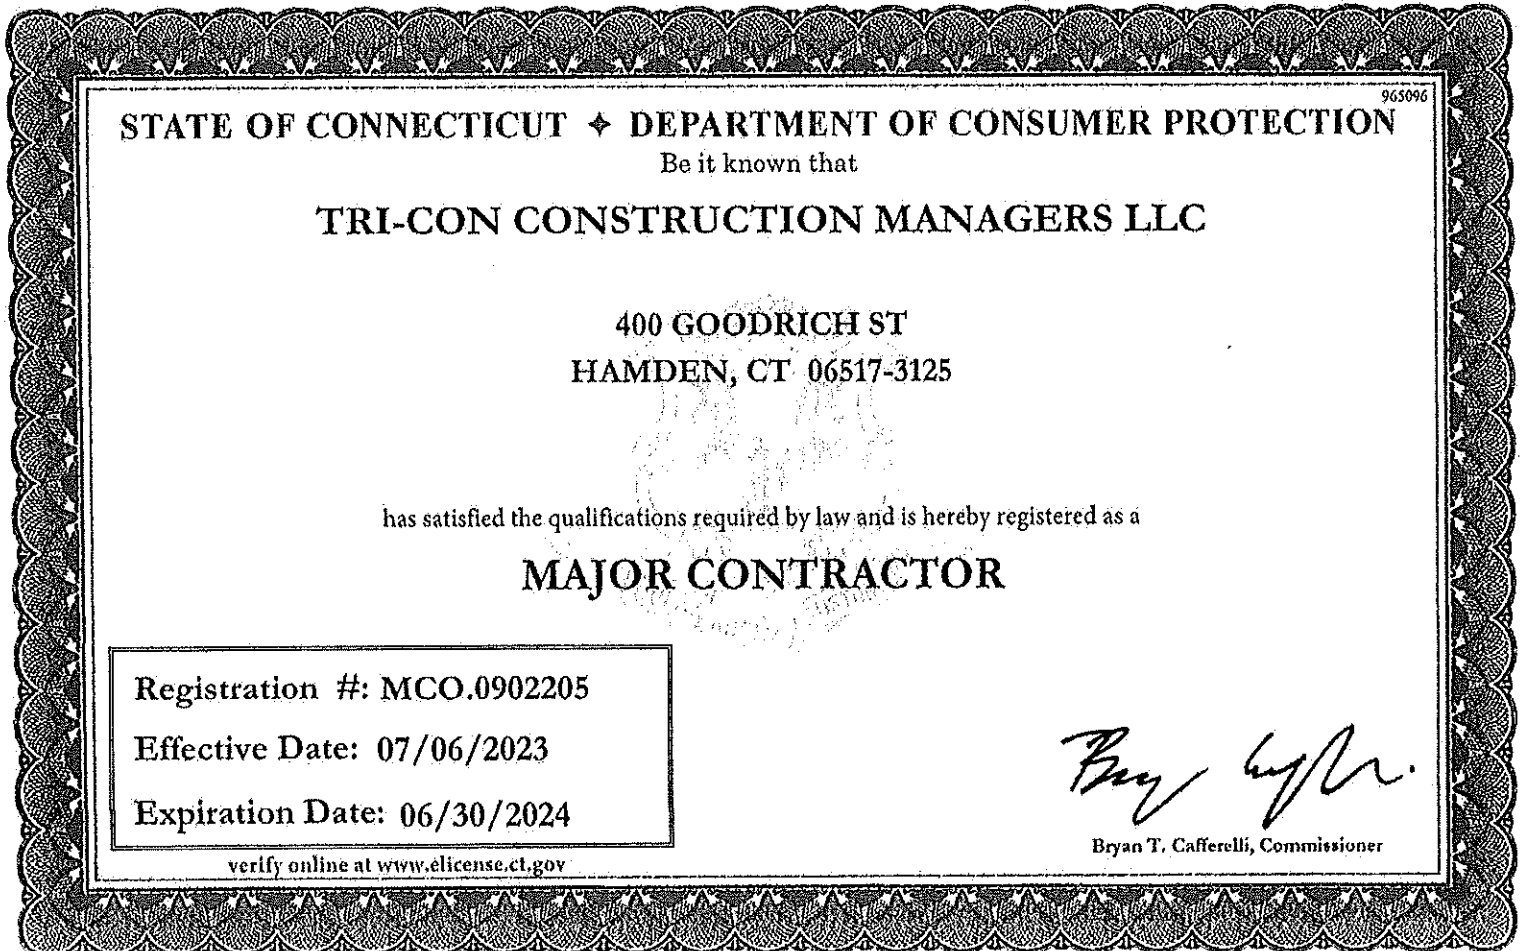 965096
STATE OF CONNECTICUT ✦ DEPARTMENT OF CONSUMER PROTECTION
Be it known that
TRI-CON CONSTRUCTION MANAGERS LLC
400 GOODRICH ST
HAMDEN, CT 06517-3125
has satisfied the qualifications required by law and is hereby registered as a
MAJOR CONTRACTOR
Registration #: MCO.0902205
Effective Date: 07/06/2023
Expiration Date: 06/30/2024
verify online at www.elicense.ct.gov
Bryan T. Cafferelli, Commissioner